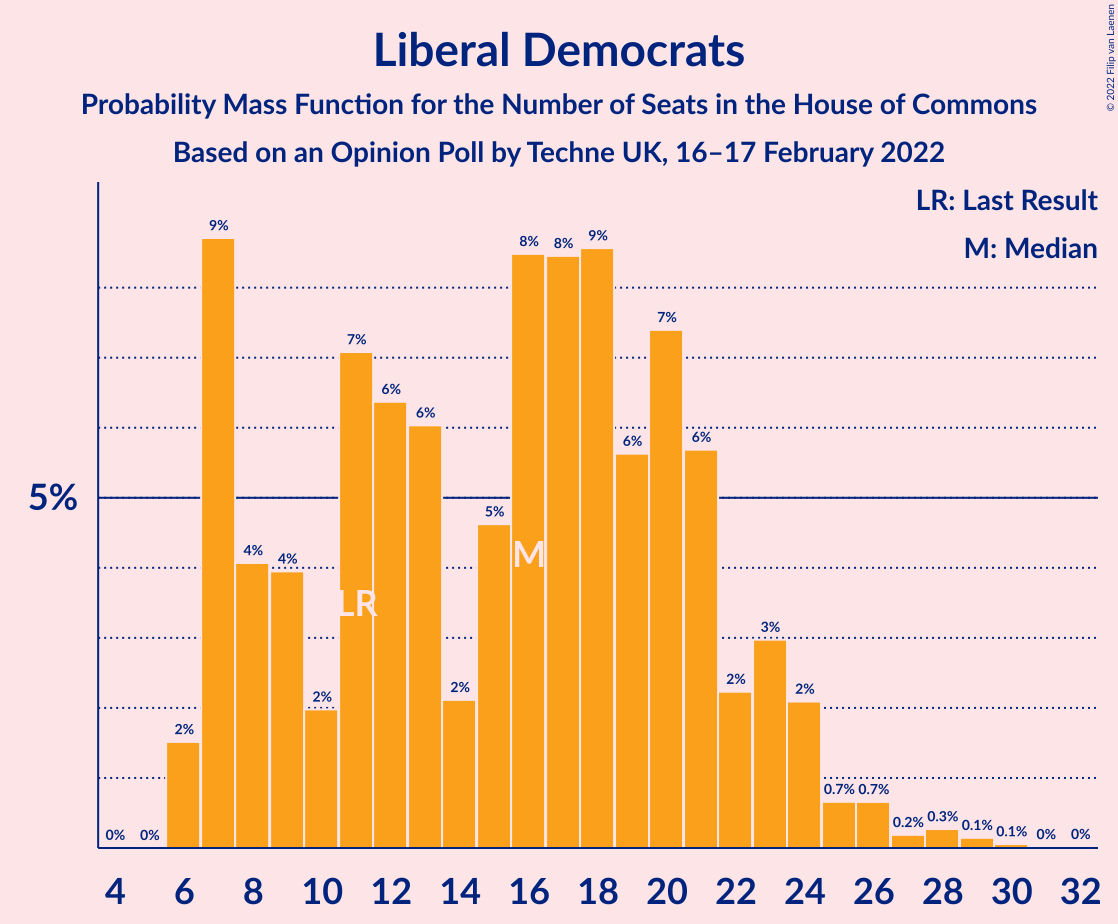 Liberal Democrats
Probability Mass Function for the Number of Seats in the House of Commons
Based on an Opinion Poll by Techne UK, 16–17 February 2022
© 2022 Filip van Laenen
LR: Last Result
M: Median
5%
0% 0% 2% 9% 4% 4% 2% 7% 6% 6% 2% 5% 8% 8% 9% 6% 7% 6% 2% 3% 2% 0.7% 0.7% 0.2% 0.3% 0.1% 0.1% 0% 0%
LR M
4 6 8 10 12 14 16 18 20 22 24 26 28 30 32